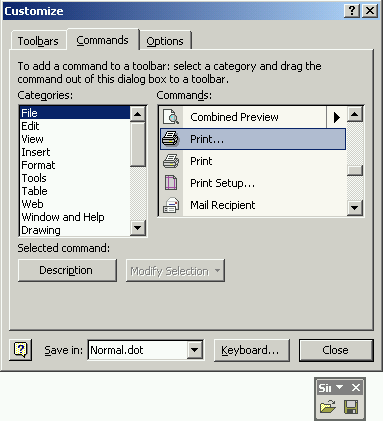 Customize
Toolbars Commands Options
To add a command to a toolbar: select a category and drag the
command out of this dialog box to a toolbar.
Categories: Commands:
File
Edit
View
Insert
Format
Tools
Table
Web
Window and Help
Drawing
Combined Preview
Print...
Print
Print Setup...
Mail Recipient
Selected command:
Description Modify Selection
Save in: Normal.dot Keyboard... Close